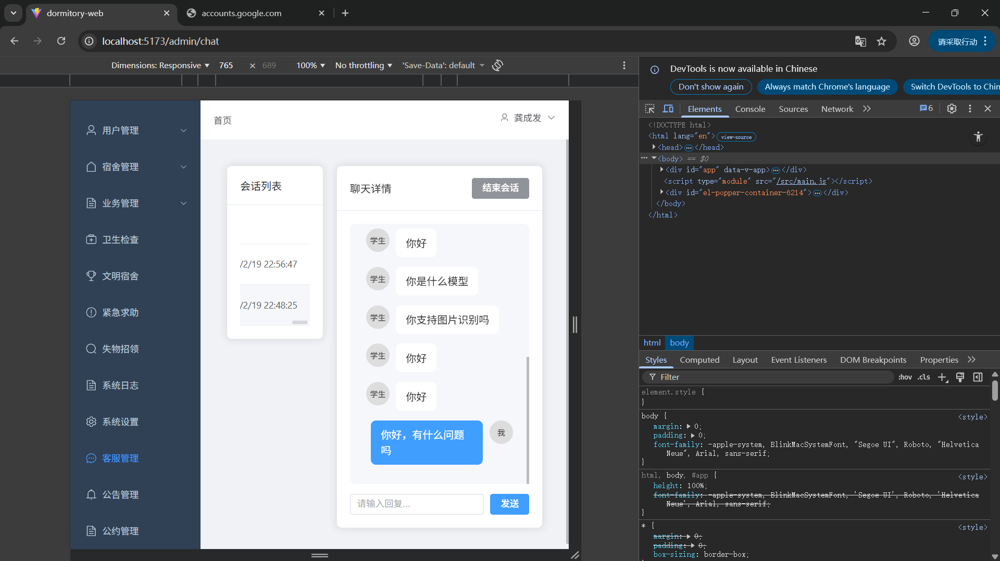 dormitory-web
accounts.google.com
localhost:5173/admin/chat
请采取行动
Dimensions: Responsive 765 × 689 100% No throttling 'Save-Data': default
用户管理
宿舍管理
业务管理
卫生检查
文明宿舍
紧急求助
失物招领
系统日志
系统设置
客服管理
公告管理
公约管理
首页
龚成发
会话列表
/2/19 22:56:47
/2/19 22:48:25
聊天详情
结束会话
学生 你好
学生 你是什么模型
学生 你支持图片识别吗
学生 你好
学生 你好
你好，有什么问题 我
吗
请输入回复... 发送
DevTools is now available in Chinese
Don't show again Always match Chrome's language Switch DevTools to Chin
Elements Console Sources Network 6
<!DOCTYPE html>
<html lang="en"> view-source
<head> ••• </head>
••• <body> == $0
<div id="app" data-v-app> ••• </div>
<script type="module" src="/src/main.js"></script>
<div id="el-popper-container-6214"> ••• </div>
</body>
</html>
html body
Styles Computed Layout Event Listeners DOM Breakpoints Properties
Filter :hov .cls
element.style {
}
body { <style>
margin: 0;
padding: 0;
font-family: -apple-system, BlinkMacSystemFont, "Segoe UI", Roboto, "Helvetica
Neue", Arial, sans-serif;
}
html, body, #app { <style>
height: 100%;
font-family: -apple-system, BlinkMacSystemFont, 'Segoe UI', Roboto, 'Helvetica
Neue', Arial, sans-serif;
}
* { <style>
margin: 0;
padding: 0;
box-sizing: border-box;